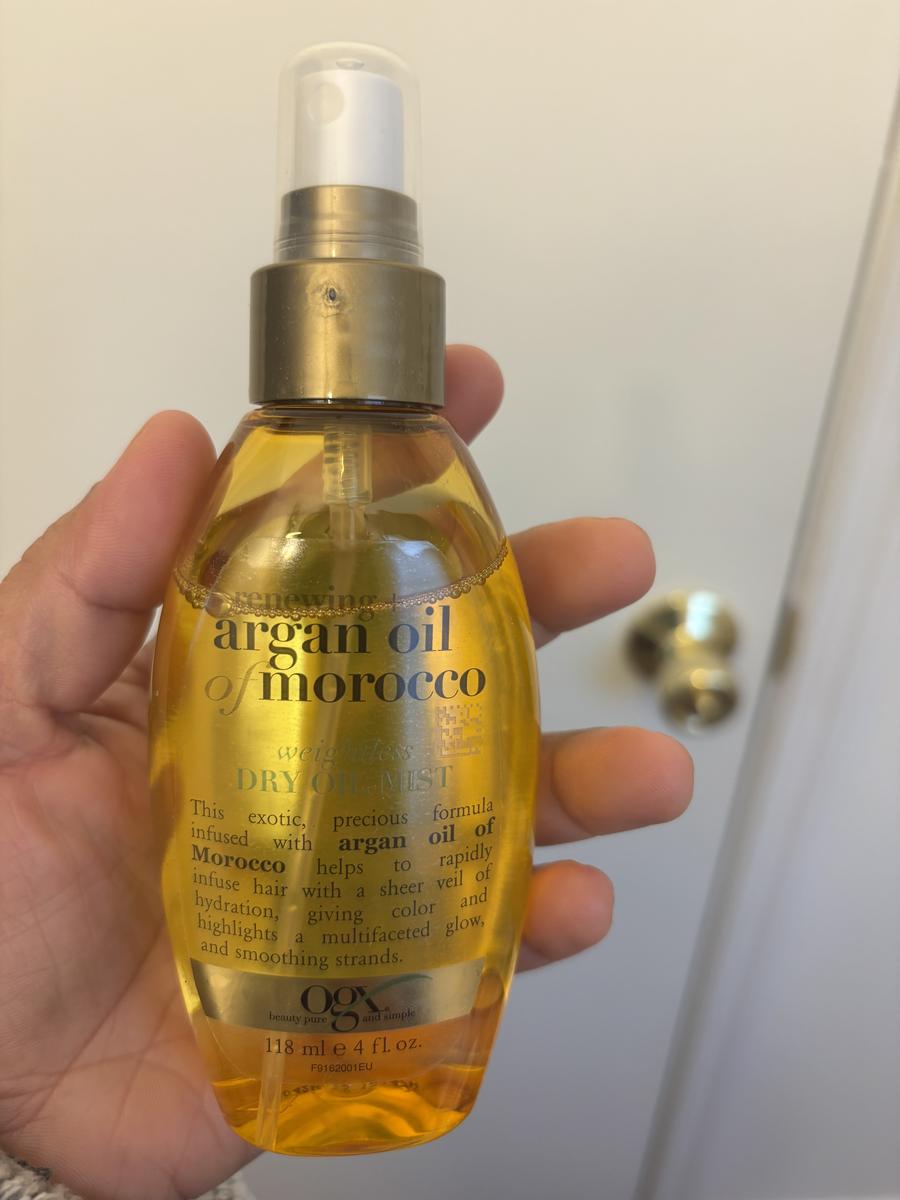 renewing +
argan oil
of morocco
weightless
DRY OIL MIST
This exotic, precious formula
infused with argan oil of
Morocco helps to rapidly
infuse hair with a sheer veil of
hydration, giving color and
highlights a multifaceted glow,
and smoothing strands.
ogx®
beauty pure and simple
118 ml e 4 fl. oz.
F9162001EU